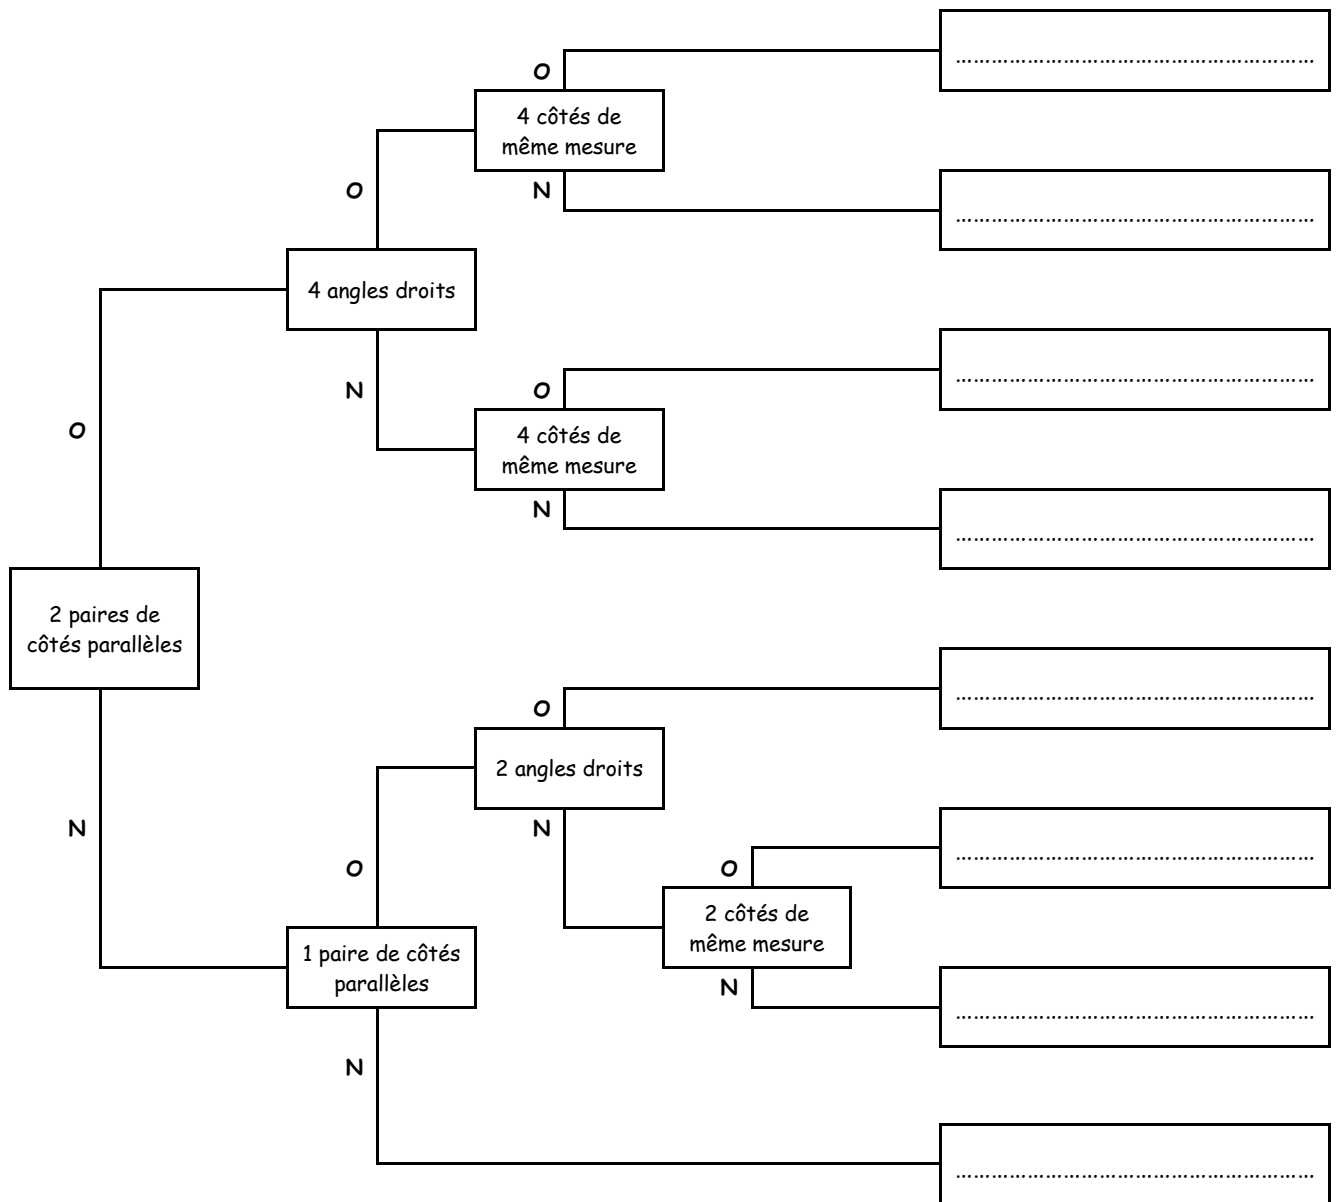 O
4 côtés de
même mesure
N
…………………………………………………………
…………………………………………………………
O
4 angles droits
N
O
4 côtés de
même mesure
N
…………………………………………………………
…………………………………………………………
O
2 paires de
côtés parallèles
N
O
2 angles droits
N
…………………………………………………………
O
2 côtés de
même mesure
N
…………………………………………………………
…………………………………………………………
O
1 paire de côtés
parallèles
N
…………………………………………………………